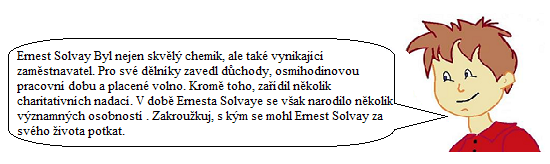 Ernest Solvay Byl nejen skvělý chemik, ale také vynikající
zaměstnavatel. Pro své dělníky zavedl důchody, osmihodinovou
pracovní dobu a placené volno. Kromě toho, zařídil několik
charitativních nadací. V době Ernesta Solvaye se však narodilo několik
významných osobností . Zakroužkuj, s kým se mohl Ernest Solvay za
svého života potkat.